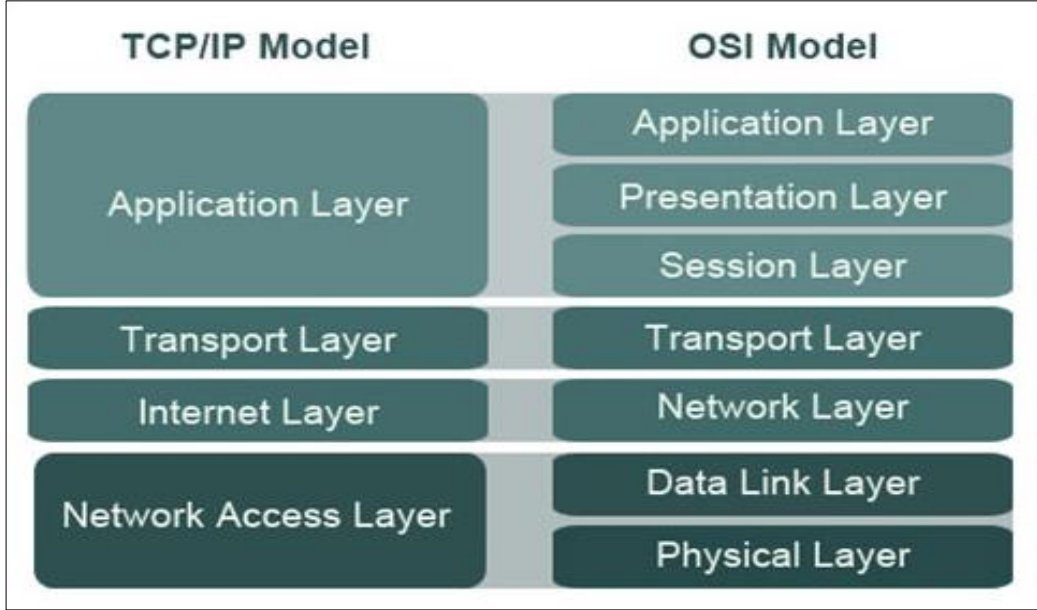 TCP/IP Model
OSI Model
Application Layer
Transport Layer
Internet Layer
Network Access Layer
Application Layer
Presentation Layer
Session Layer
Transport Layer
Network Layer
Data Link Layer
Physical Layer